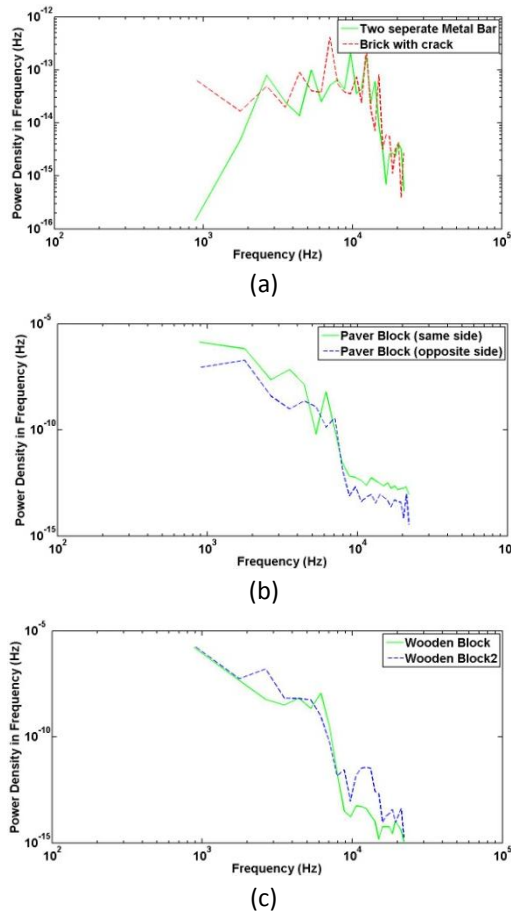 10^-12
10^-13
10^-14
10^-15
10^-16
Power Density in Frequency (Hz)
Two seperate Metal Bar
Brick with crack
10^2
10^3
10^4
10^5
Frequency (Hz)
(a)
10^-5
10^-10
10^-15
Power Density in Frequency (Hz)
Paver Block (same side)
Paver Block (opposite side)
10^2
10^3
10^4
10
Frequency (Hz)
(b)
10^-5
10^-10
10^-15
Power Density in Frequency (Hz)
Wooden Block
Wooden Block2
10^2
10^3
10^4
10^5
Frequency (Hz)
(c)